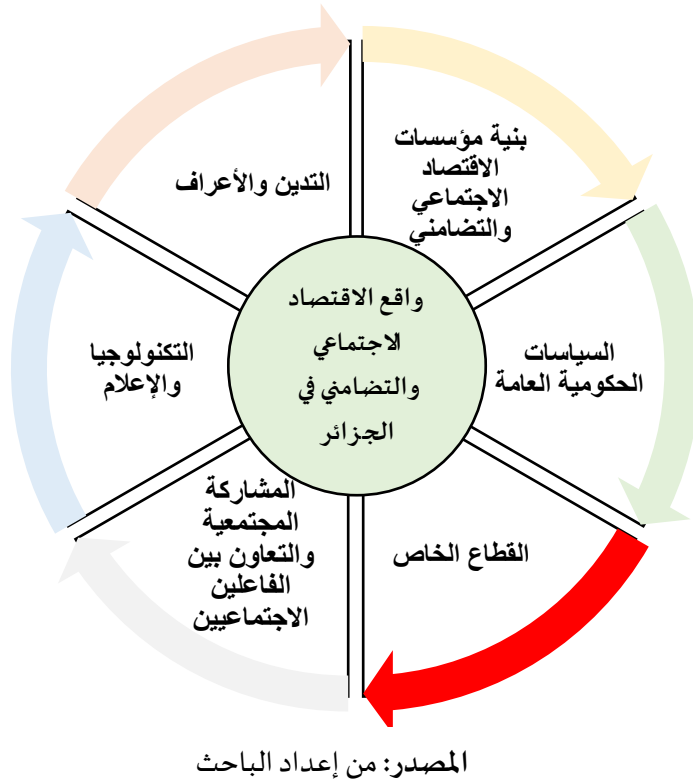 بنية مؤسسات
الاقتصاد
الاجتماعي
والتضامني
السياسات
الحكومية العامة
القطاع الخاص
المشاركة
المجتمعية
والتعاون بين
الفاعلين
الاجتماعيين
التكنولوجيا
والإعلام
التدين والأعراف
واقع الاقتصاد
الاجتماعي
والتضامني في
الجزائر
المصدر: من إعداد الباحث